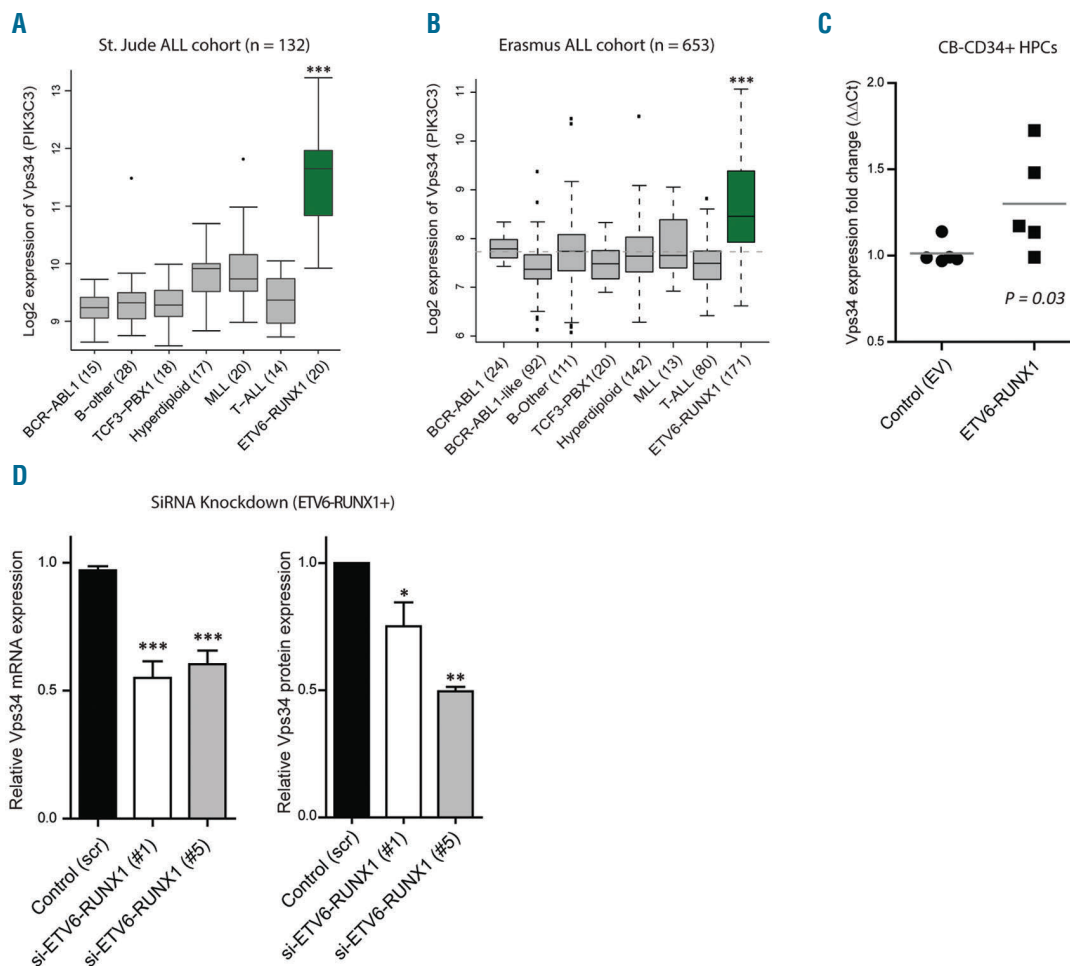 A
St. Jude ALL cohort (n = 132)
Log2 expression of Vps34 (PIK3C3)
13
12
11
10
9
***
BCR-ABL1 (15)
B-other (28)
TCF3-PBX1 (18)
Hyperdiploid (17)
MLL (20)
T-ALL (14)
ETV6-RUNX1 (20)
B
Erasmus ALL cohort (n = 653)
Log2 expression of Vps34 (PIK3C3)
11
10
9
8
7
6
***
BCR-ABL1 (24)
BCR-ABL1-like (92)
B-Other (111)
TCF3-PBX1(20)
Hyperdiploid (142)
MLL (13)
T-ALL (80)
ETV6-RUNX1 (171)
C
CB-CD34+ HPCs
Vps34 expression fold change (ΔΔCt)
2.0
1.5
1.0
0.5
P = 0.03
Control (EV)
ETV6-RUNX1
D
SiRNA Knockdown (ETV6-RUNX1+)
Relative Vps34 mRNA expression
1.0
0.5
0.0
***
***
Control (scr)
si-ETV6-RUNX1 (#1)
si-ETV6-RUNX1 (#5)
Relative Vps34 protein expression
1.0
0.5
0.0
*
**
Control (scr)
si-ETV6-RUNX1 (#1)
si-ETV6-RUNX1 (#5)